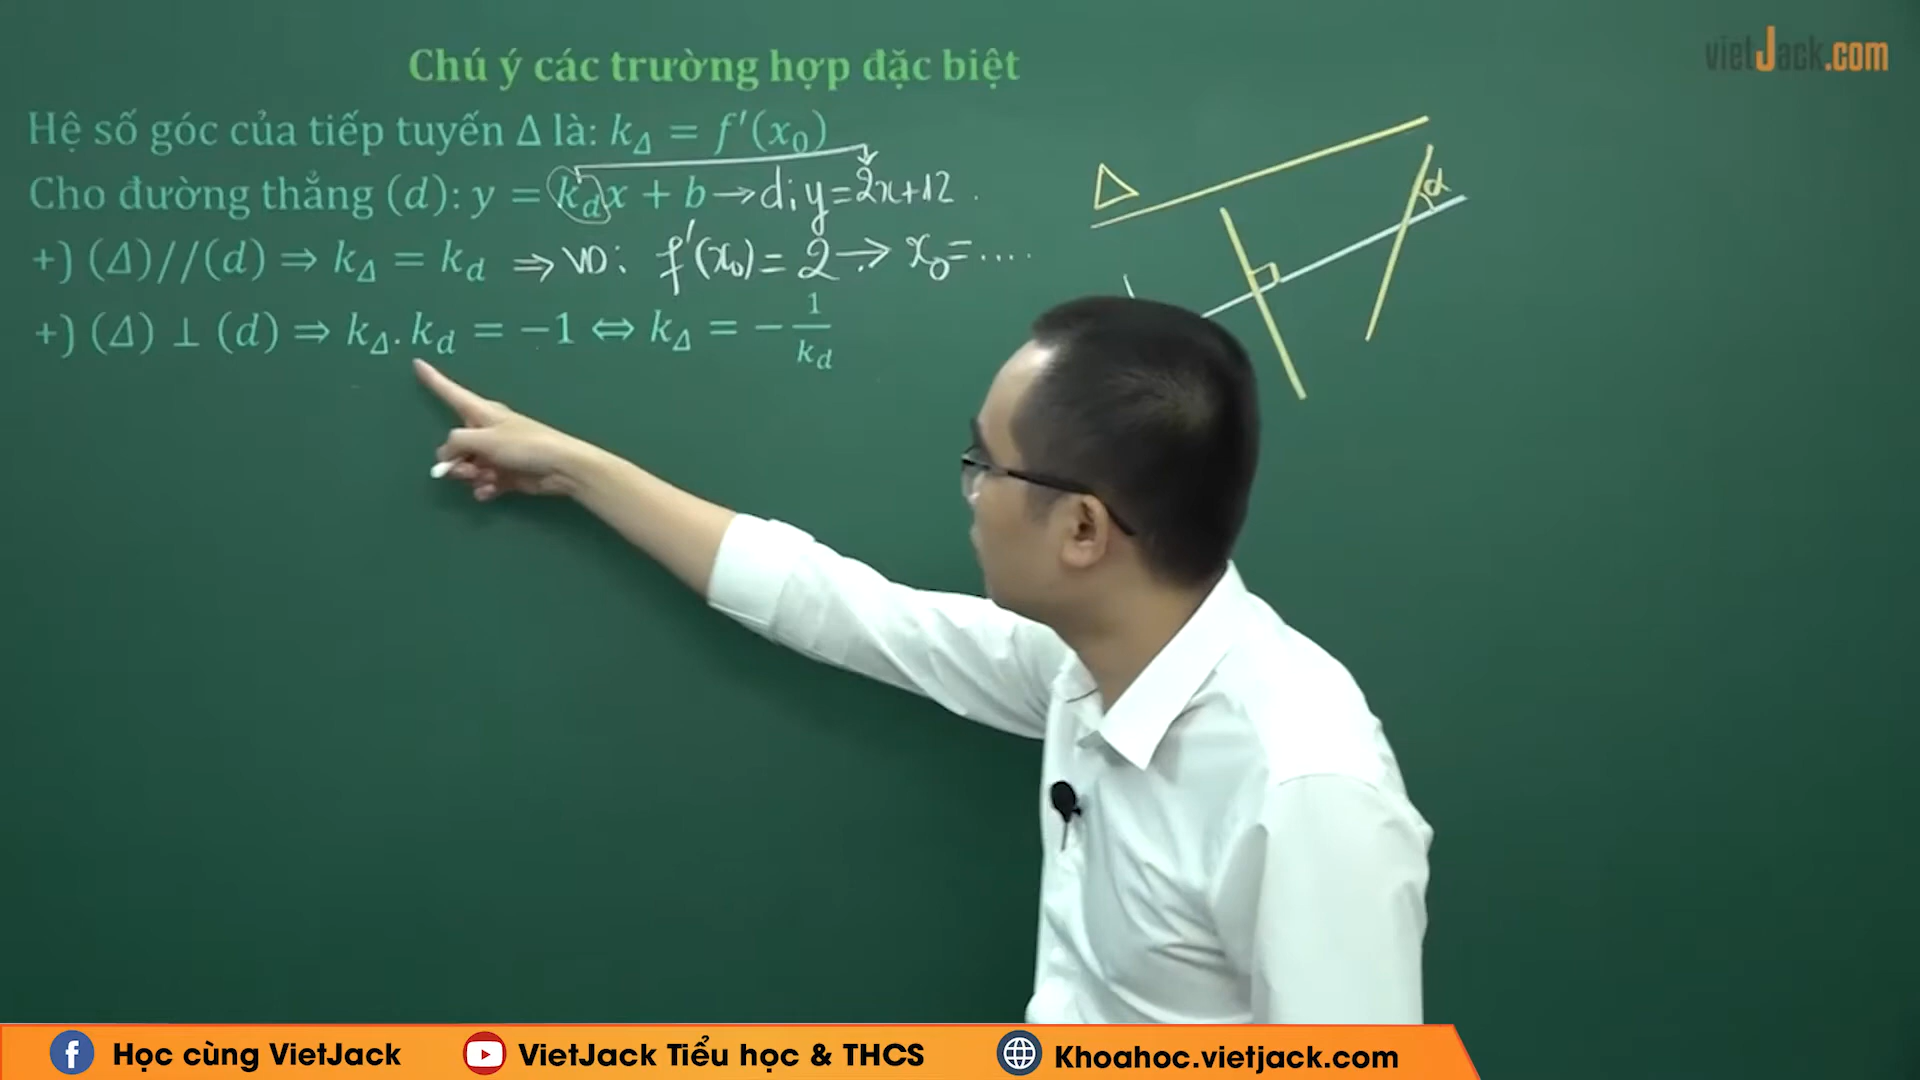 Chú ý các trường hợp đặc biệt
vietJack.com
Hệ số góc của tiếp tuyến Δ là: k_Δ = f′(x₀)
Cho đường thẳng (d): y = k_d x + b → d: y = 2x+12.
+) (Δ)//(d) ⇒ k_Δ = k_d ⇒ VD: f'(x₀) = 2 → x₀ = ....
+) (Δ) ⊥ (d) ⇒ k_Δ. k_d = −1 ⇔ k_Δ = − 1/k_d
Δ
α
Học cùng VietJack
VietJack Tiểu học & THCS
Khoahoc.vietjack.com